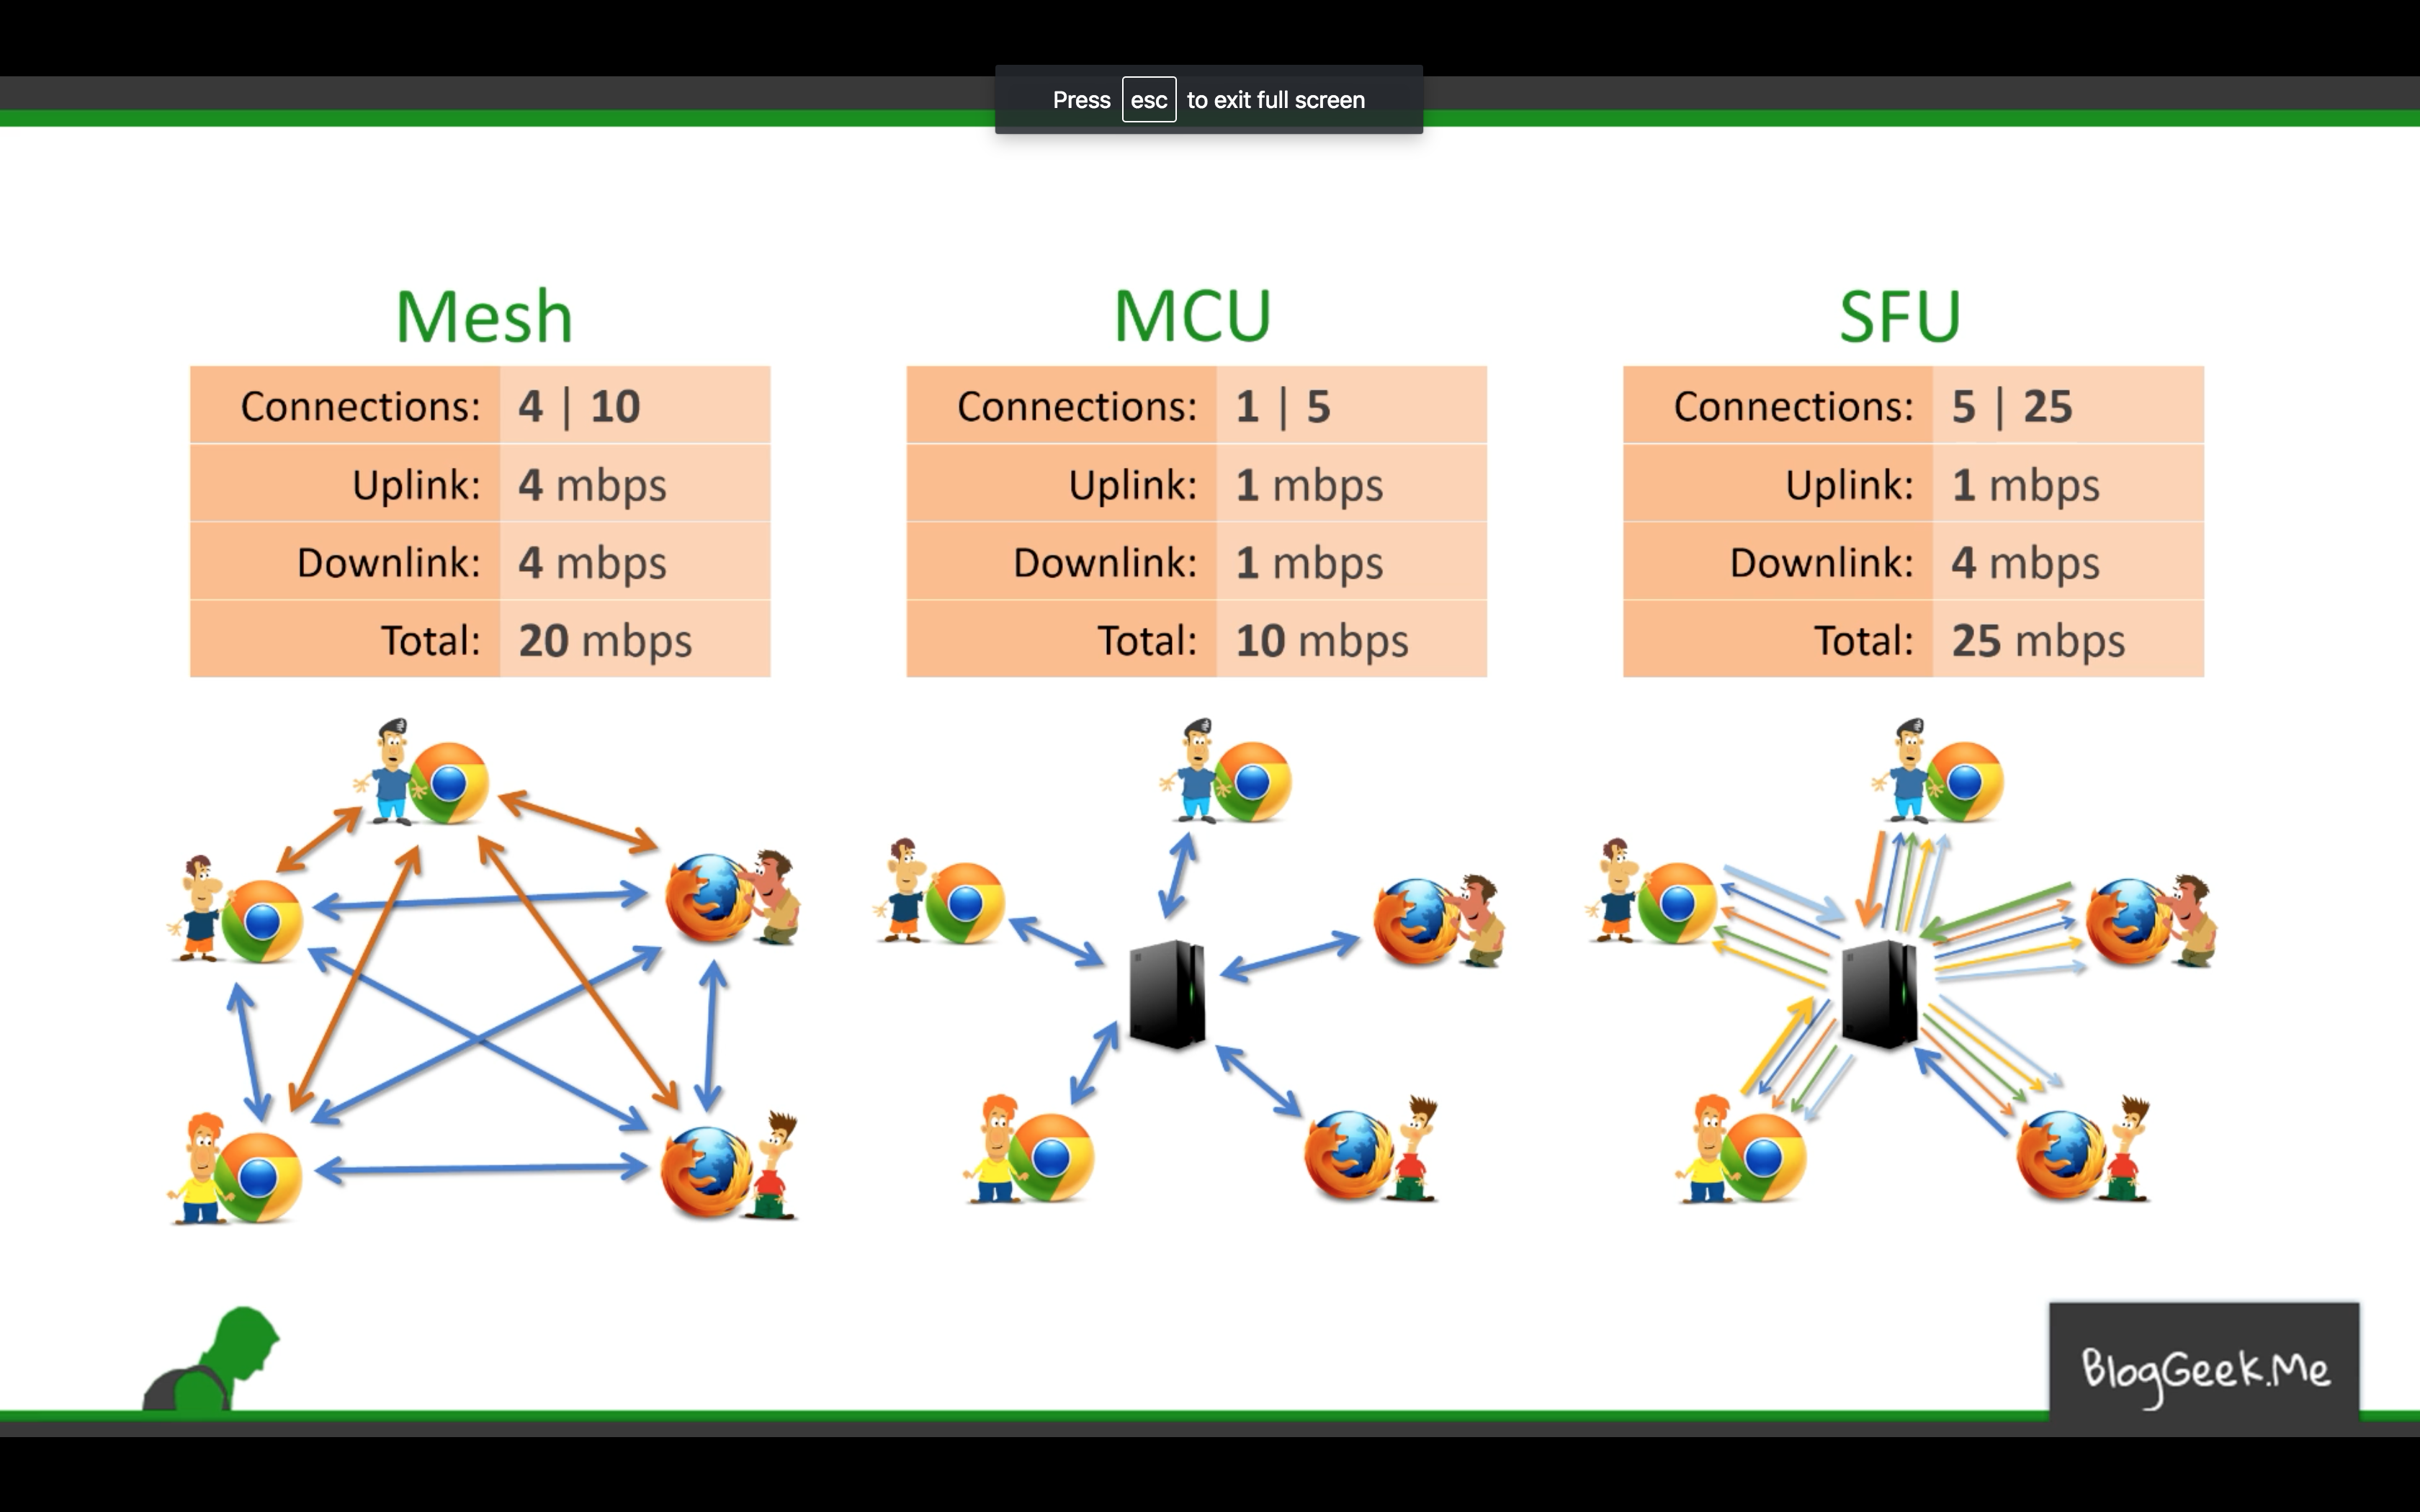 Press esc to exit full screen
Mesh
Connections: 4 | 10
Uplink: 4 mbps
Downlink: 4 mbps
Total: 20 mbps
MCU
Connections: 1 | 5
Uplink: 1 mbps
Downlink: 1 mbps
Total: 10 mbps
SFU
Connections: 5 | 25
Uplink: 1 mbps
Downlink: 4 mbps
Total: 25 mbps
BlogGeek.Me